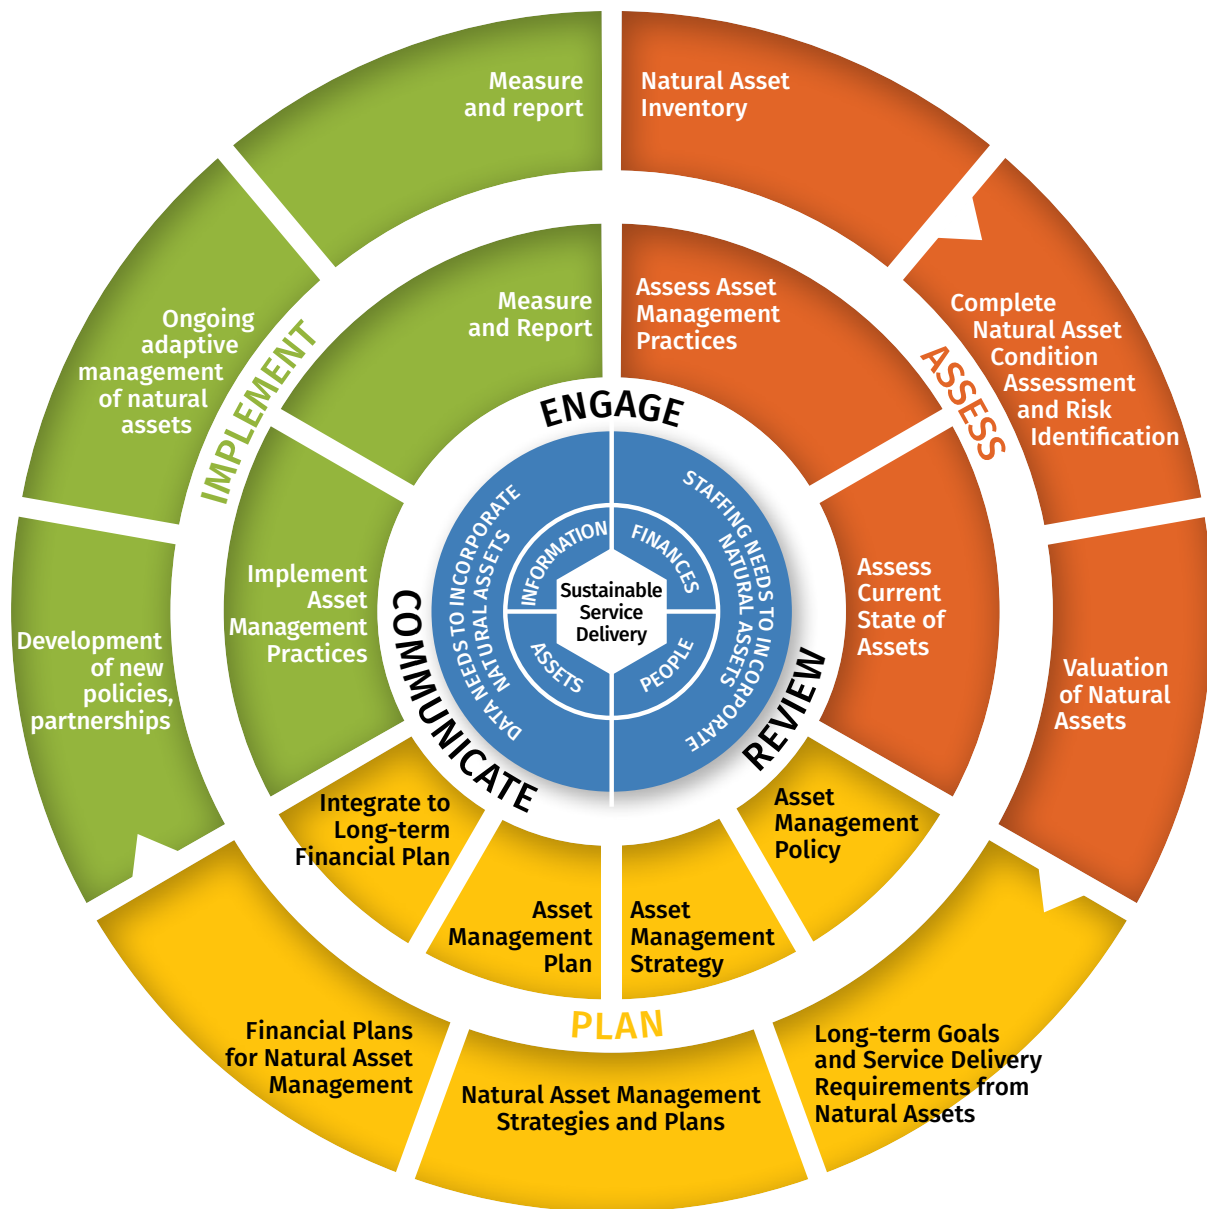 Measure
and report
Natural Asset
Inventory
Complete
Natural Asset
Condition
Assessment
and Risk
Identification
Valuation
of Natural
Assets
Long-term Goals
and Service Delivery
Requirements from
Natural Assets
Natural Asset Management
Strategies and Plans
Financial Plans
for Natural Asset
Management
Development
of new
policies,
partnerships
Ongoing
adaptive
management
of natural
assets
IMPLEMENT
ASSESS
PLAN
Measure
and Report
Assess Asset
Management
Practices
Assess
Current
State of
Assets
Asset
Management
Policy
Asset
Management
Strategy
Asset
Management
Plan
Integrate to
Long-term
Financial Plan
Implement
Asset
Management
Practices
ENGAGE
REVIEW
COMMUNICATE
DATA NEEDS TO INCORPORATE
NATURAL ASSETS
STAFFING NEEDS TO INCORPORATE
NATURAL ASSETS
INFORMATION
FINANCES
ASSETS
PEOPLE
Sustainable
Service
Delivery